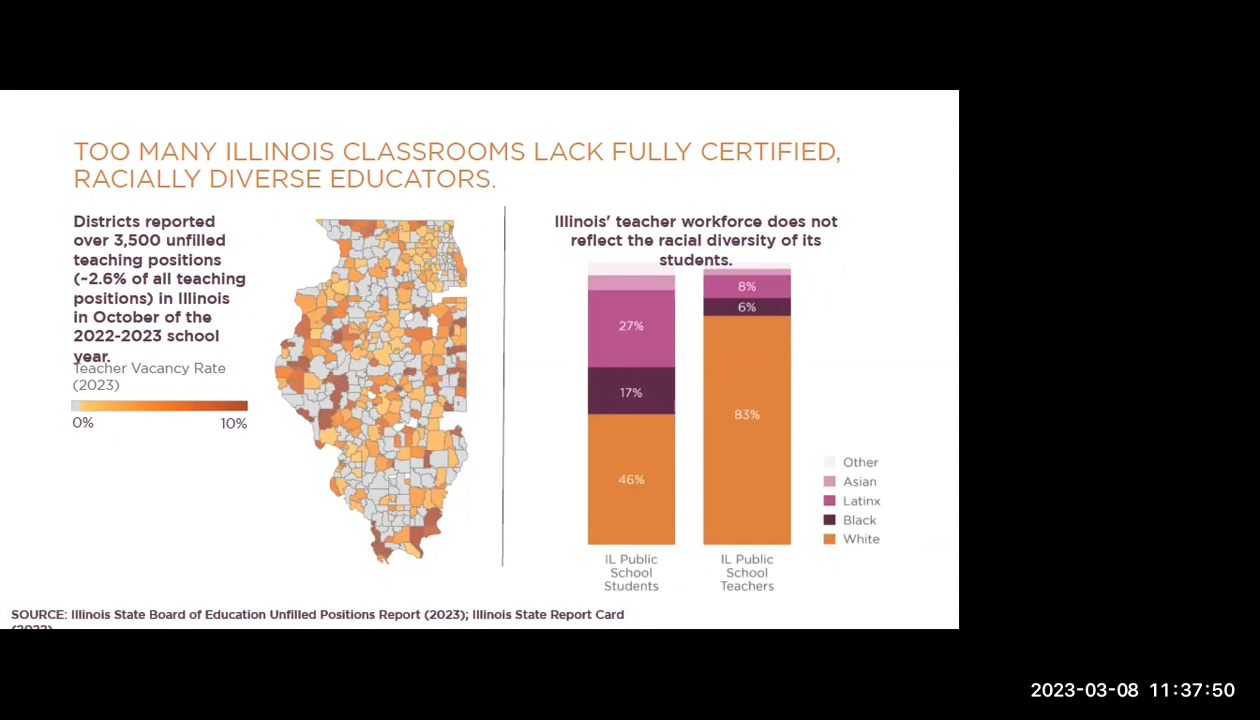 TOO MANY ILLINOIS CLASSROOMS LACK FULLY CERTIFIED,
RACIALLY DIVERSE EDUCATORS.
Districts reported
over 3,500 unfilled
teaching positions
(~2.6% of all teaching
positions) in Illinois
in October of the
2022-2023 school
year.
Teacher Vacancy Rate
(2023)
0%
10%
Illinois' teacher workforce does not
reflect the racial diversity of its
students.
27%
17%
46%
8%
6%
83%
IL Public
School
Students
IL Public
School
Teachers
Other
Asian
Latinx
Black
White
SOURCE: Illinois State Board of Education Unfilled Positions Report (2023); Illinois State Report Card
2023-03-08 11:37:50